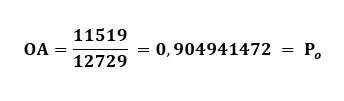 OA = 11519/12729 = 0,904941472 = Pₒ